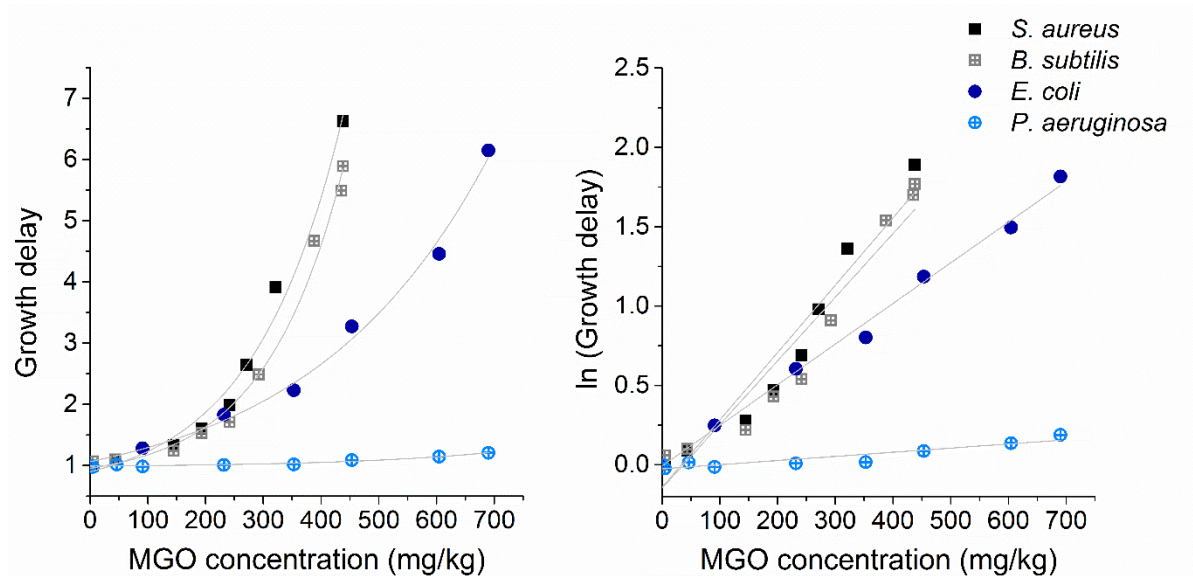 Growth delay
7
6
5
4
3
2
1
0 100 200 300 400 500 600 700
MGO concentration (mg/kg)
ln (Growth delay)
2.5
2.0
1.5
1.0
0.5
0.0
0 100 200 300 400 500 600 700
MGO concentration (mg/kg)
S. aureus
B. subtilis
E. coli
P. aeruginosa